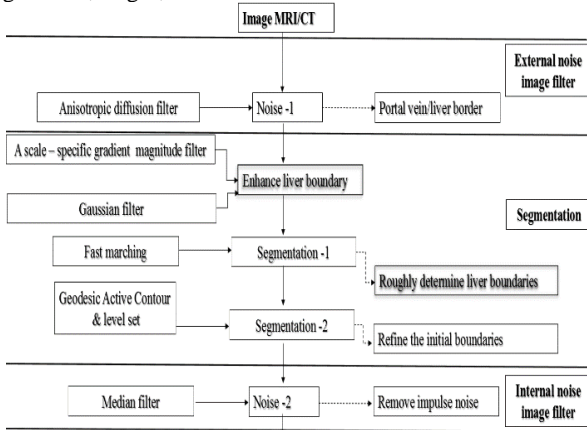 Image MRI/CT
External noise
image filter
Anisotropic diffusion filter
Noise -1
Portal vein/liver border
A scale – specific gradient magnitude filter
Enhance liver boundary
Gaussian filter
Segmentation
Fast marching
Segmentation -1
Roughly determine liver boundaries
Geodesic Active Contour
& level set
Segmentation -2
Refine the initial boundaries
Internal noise
image filter
Median filter
Noise -2
Remove impulse noise